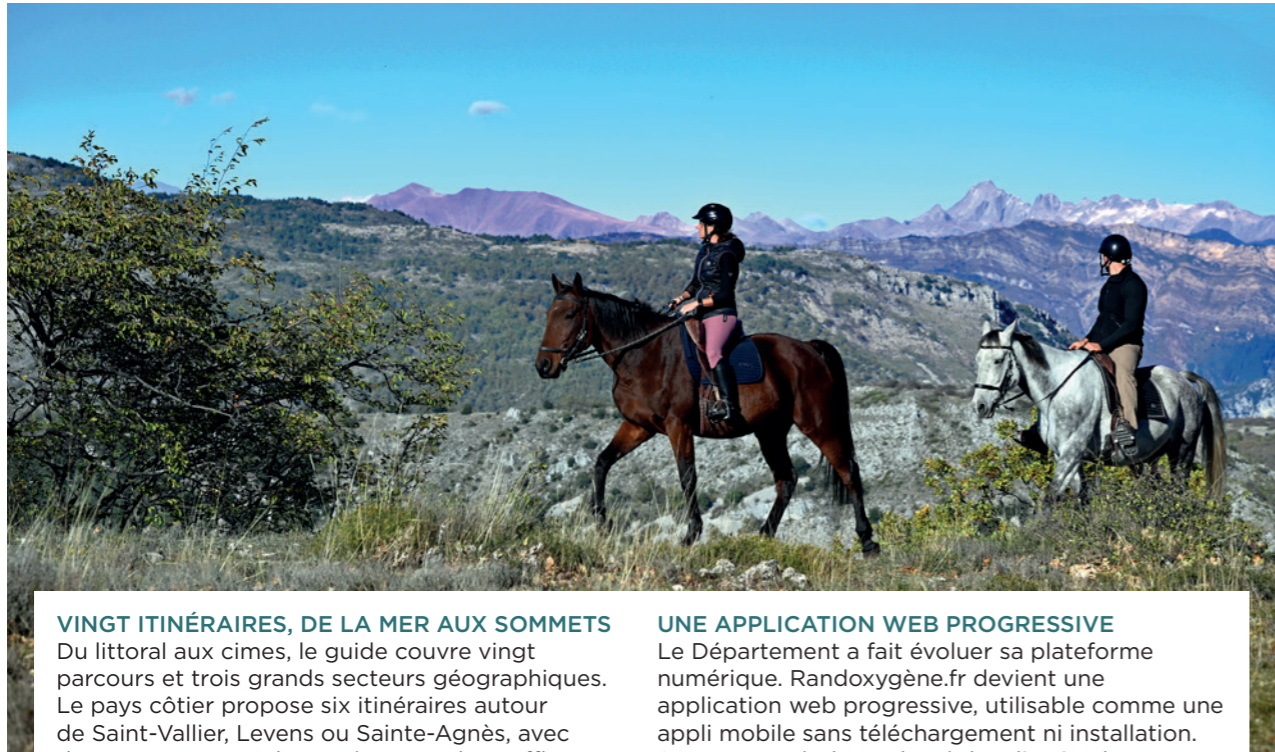 VINGT ITINÉRAIRES, DE LA MER AUX SOMMETS
Du littoral aux cimes, le guide couvre vingt
parcours et trois grands secteurs géographiques.
Le pays côtier propose six itinéraires autour
de Saint-Vallier, Levens ou Sainte-Agnès, avec
UNE APPLICATION WEB PROGRESSIVE
Le Département a fait évoluer sa plateforme
numérique. Randoxygène.fr devient une
application web progressive, utilisable comme une
appli mobile sans téléchargement ni installation.